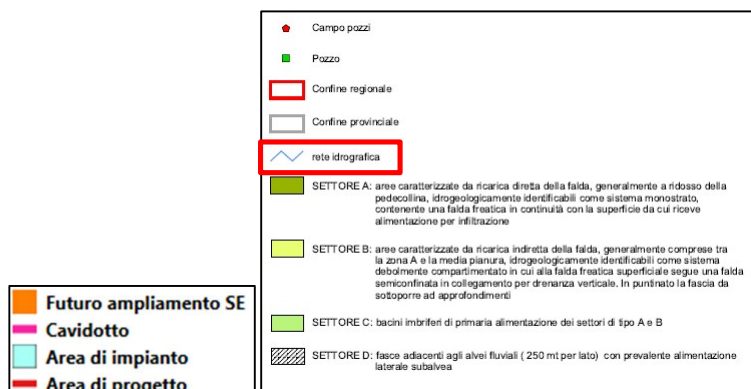 Campo pozzi
Pozzo
Confine regionale
Confine provinciale
rete idrografica
SETTORE A: aree caratterizzate da ricarica diretta della falda, generalmente a ridosso della
pedecollina, idrogeologicamente identificabili come sistema monostrato,
contenente una falda freatica in continuità con la superficie da cui riceve
alimentazione per infiltrazione
SETTORE B: aree caratterizzate da ricarica indiretta della falda, generalmente comprese tra
la zona A e la media pianura, idrogeologicamente identificabili come sistema
debolmente compartimentato in cui alla falda freatica superficiale segue una falda
semiconfinata in collegamento per drenanza verticale. In puntinato la fascia da
sottoporre ad approfondimenti
SETTORE C: bacini imbriferi di primaria alimentazione dei settori di tipo A e B
SETTORE D: fasce adiacenti agli alvei fluviali ( 250 mt per lato) con prevalente alimentazione
laterale subalvea
Futuro ampliamento SE
Cavidotto
Area di impianto
Area di progetto